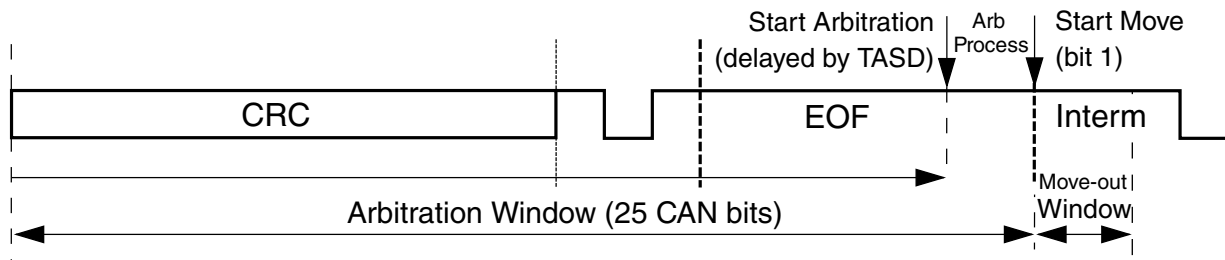 Start Arbitration
(delayed by TASD)
Arb
Process
Start Move
(bit 1)
CRC
EOF
Interm
Arbitration Window (25 CAN bits)
Move-out
Window